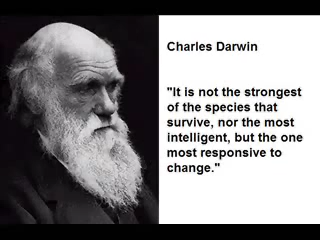 Charles Darwin
"It is not the strongest
of the species that
survive, nor the most
intelligent, but the one
most responsive to
change."